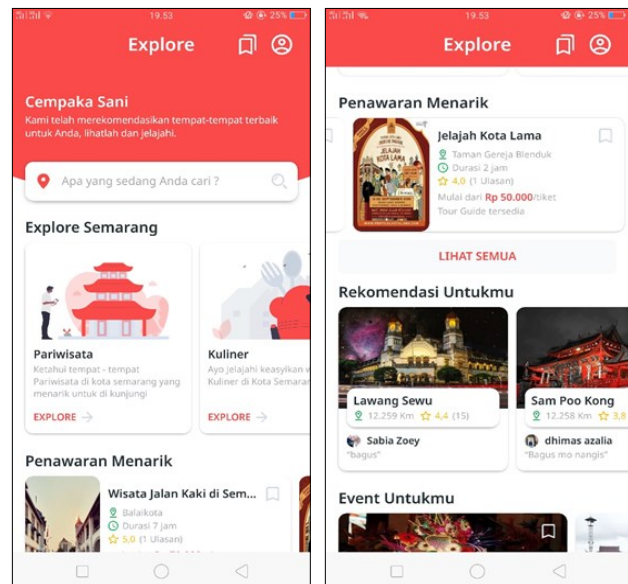 19.53
25%
Explore
Cempaka Sani
Kami telah merekomendasikan tempat-tempat terbaik
untuk Anda, lihatlah dan jelajahi.
Apa yang sedang Anda cari ?
Explore Semarang
Pariwisata
Ketahui tempat - tempat
Pariwisata di kota semarang yang
menarik untuk di kunjungi
EXPLORE
Kuliner
Ayo jelajahi keasyikan
Kuliner di Kota Semaran
EXPLORE
Penawaran Menarik
Wisata Jalan Kaki di Sem...
Balaikota
Durasi 7 jam
5,0 (1 Ulasan)
19.53
25%
Explore
Penawaran Menarik
JELAJAH
KOTA LAMA
Jelajah Kota Lama
Taman Gereja Blenduk
Durasi 2 jam
4,0 (1 Ulasan)
Mulai dari Rp 50.000/tiket
Tour Guide tersedia
LIHAT SEMUA
Rekomendasi Untukmu
Lawang Sewu
12.259 Km 4,4 (15)
Sabia Zoey
"bagus"
Sam Poo Kong
12.258 Km 3,8
dhimas azalia
"Bagus mo nangis"
Event Untukmu